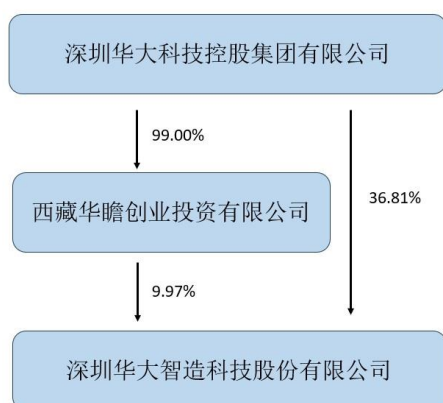 深圳华大科技控股集团有限公司
99.00%
西藏华瞻创业投资有限公司
36.81%
9.97%
深圳华大智造科技股份有限公司